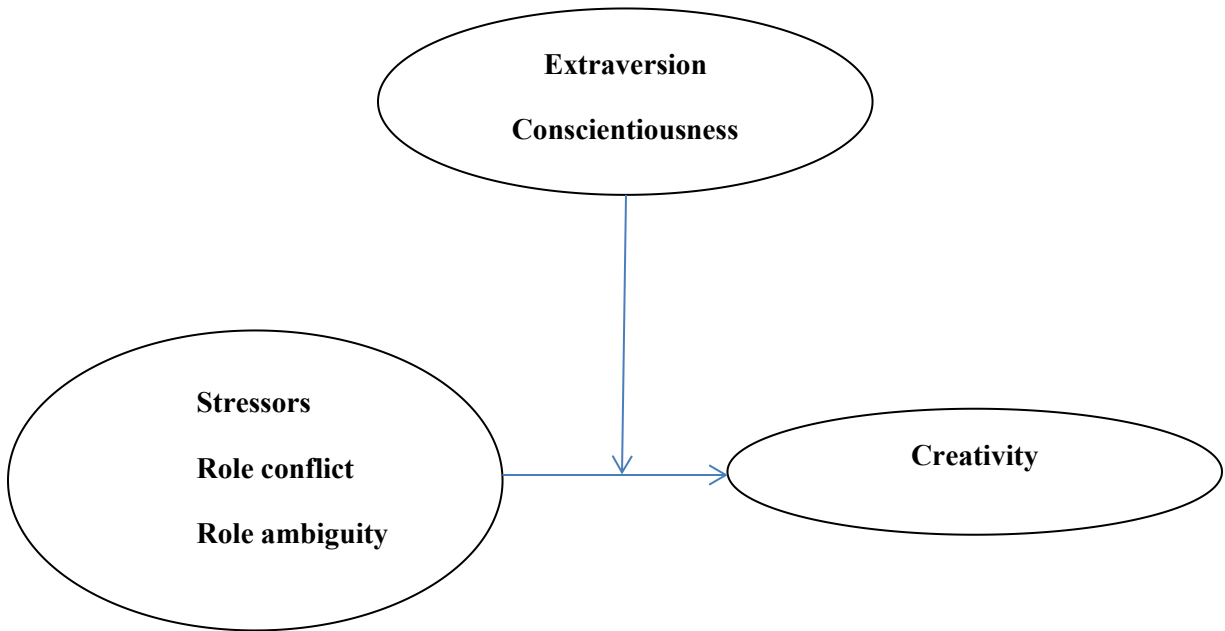 Extraversion
Conscientiousness
Stressors
Role conflict
Role ambiguity
Creativity